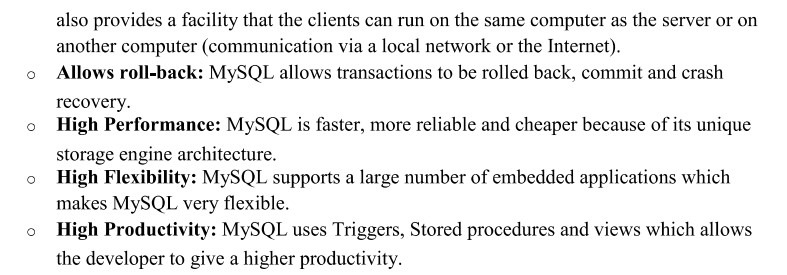 also provides a facility that the clients can run on the same computer as the server or on
another computer (communication via a local network or the Internet).
o Allows roll-back: MySQL allows transactions to be rolled back, commit and crash
recovery.
o High Performance: MySQL is faster, more reliable and cheaper because of its unique
storage engine architecture.
o High Flexibility: MySQL supports a large number of embedded applications which
makes MySQL very flexible.
o High Productivity: MySQL uses Triggers, Stored procedures and views which allows
the developer to give a higher productivity.